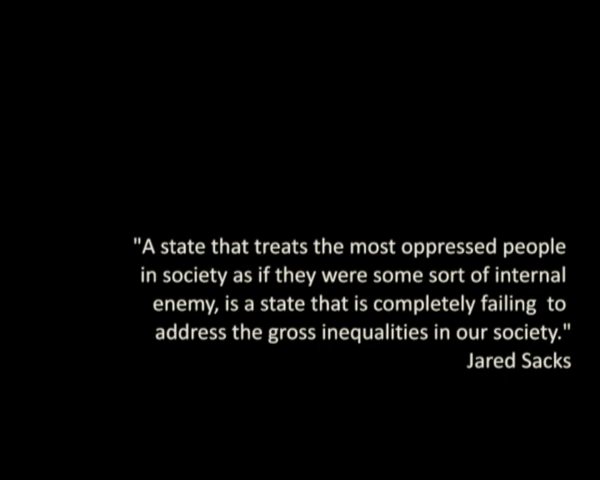 "A state that treats the most oppressed people
in society as if they were some sort of internal
enemy, is a state that is completely failing  to
address the gross inequalities in our society."
Jared Sacks